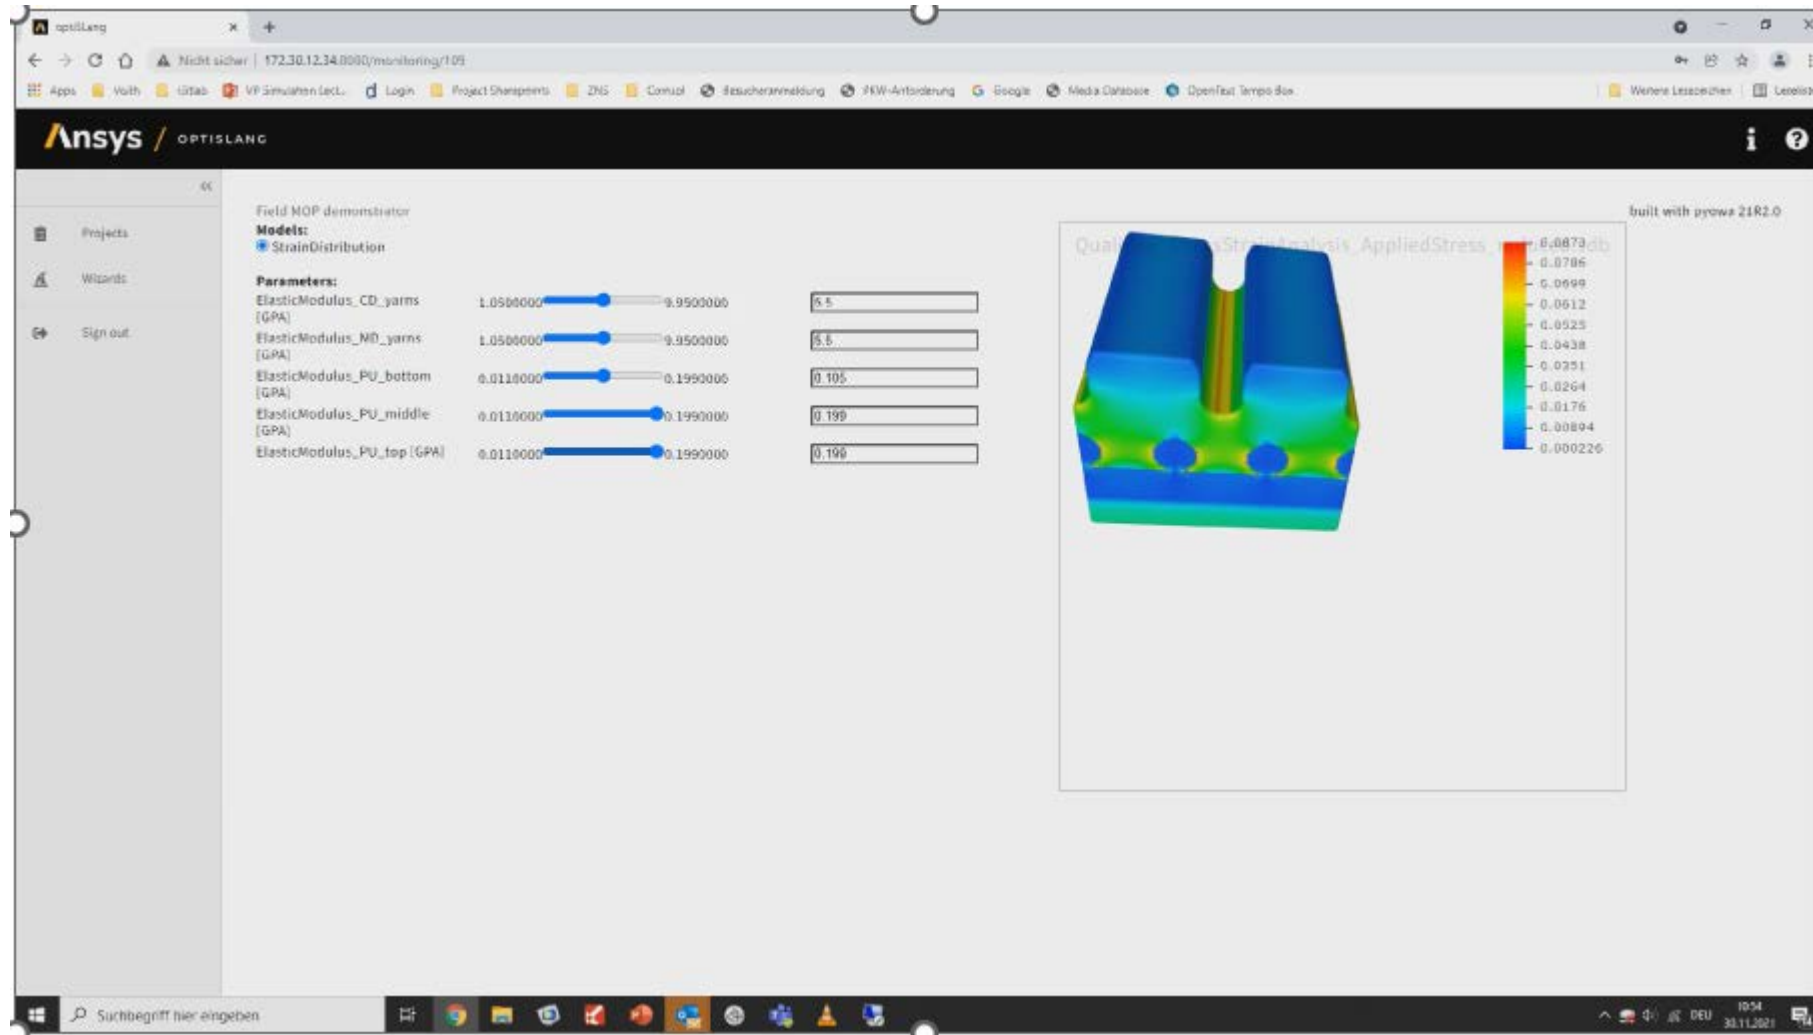 optiSLang
Nicht sicher | 172.30.12.34:8080/monitoring/109
Apps Voith Gitlab Login Project Sharepoints ZNS Comsol Besucheranmeldung PKW-Anforderung Google Media Database OpenText Tempo Box Weitere Lesezeichen Leseliste
Ansys / OPTISLANG
Projects
Wizards
Sign out
Field MOP demonstrator
built with pyowa 21R2.0
Models:
StrainDistribution
Parameters:
ElasticModulus_CD_yarns [GPA] 1.0500000 9.9500000 5.5
ElasticModulus_MD_yarns [GPA] 1.0500000 9.9500000 5.5
ElasticModulus_PU_bottom [GPA] 0.0110000 0.1990000 0.105
ElasticModulus_PU_middle [GPA] 0.0110000 0.1990000 0.199
ElasticModulus_PU_top [GPA] 0.0110000 0.1990000 0.199
0.0873
0.0786
0.0699
0.0612
0.0525
0.0438
0.0351
0.0264
0.0176
0.00894
0.000226
Suchbegriff hier eingeben
DEU
10:54
30.11.2021